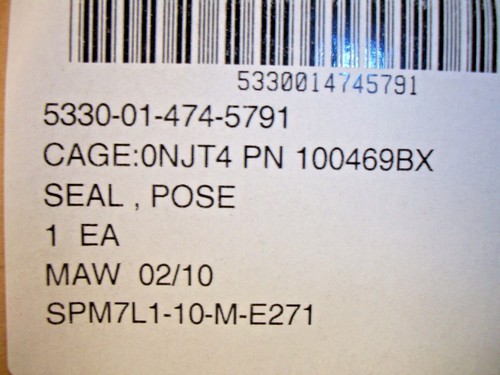 5330014745791
5330-01-474-5791
CAGE:0NJT4 PN 100469BX
SEAL , POSE
1 EA
MAW 02/10
SPM7L1-10-M-E271